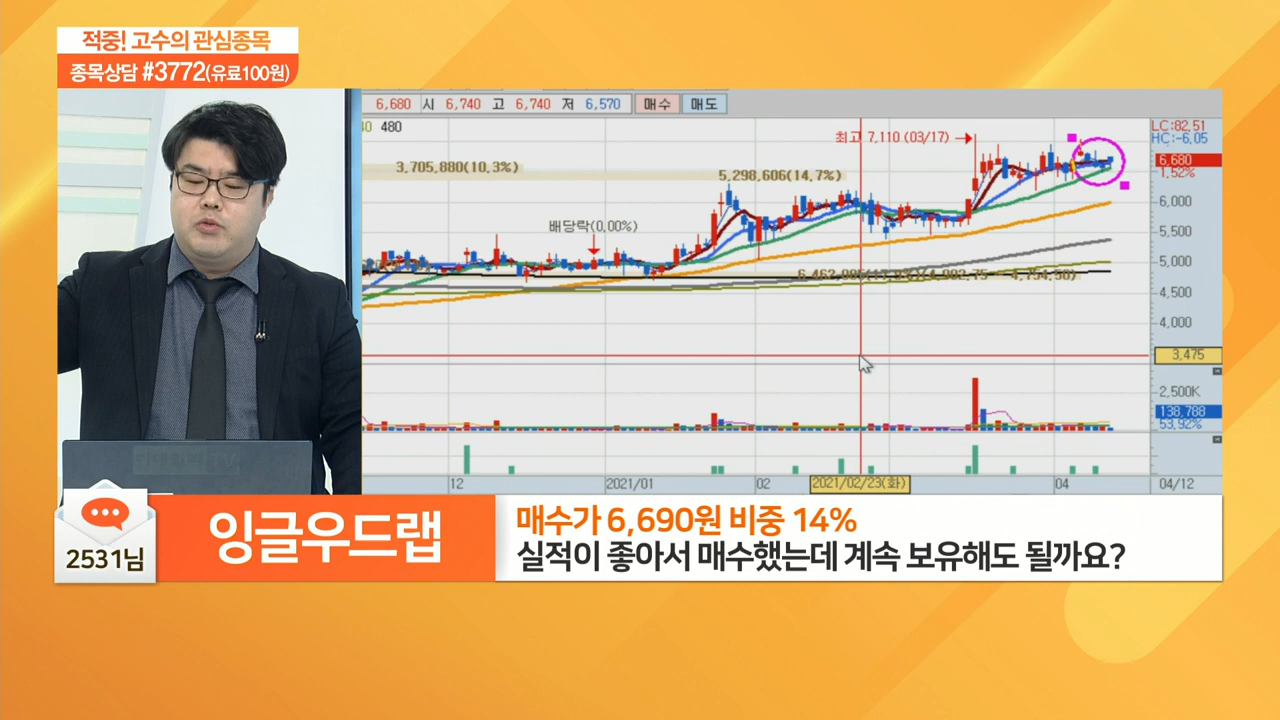 적중! 고수의 관심종목
종목상담 #3772(유료100원)
6,680 시 6,740 고 6,740 저 6,570 매수 매도
480
LC:82,51
HC:-6,05
최고 7,110 (03/17)
3,705,880(10,3%)
5,298,606(14,7%)
6,680
1,52%
6,000
배당락(0,00%)
5,500
5,000
4,500
4,000
3,475
2,500K
138,788
53,92%
12 2021/01 02 2021/02/23(화) 04 04/12
2531님
잉글우드랩
매수가 6,690원 비중 14%
실적이 좋아서 매수했는데 계속 보유해도 될까요?